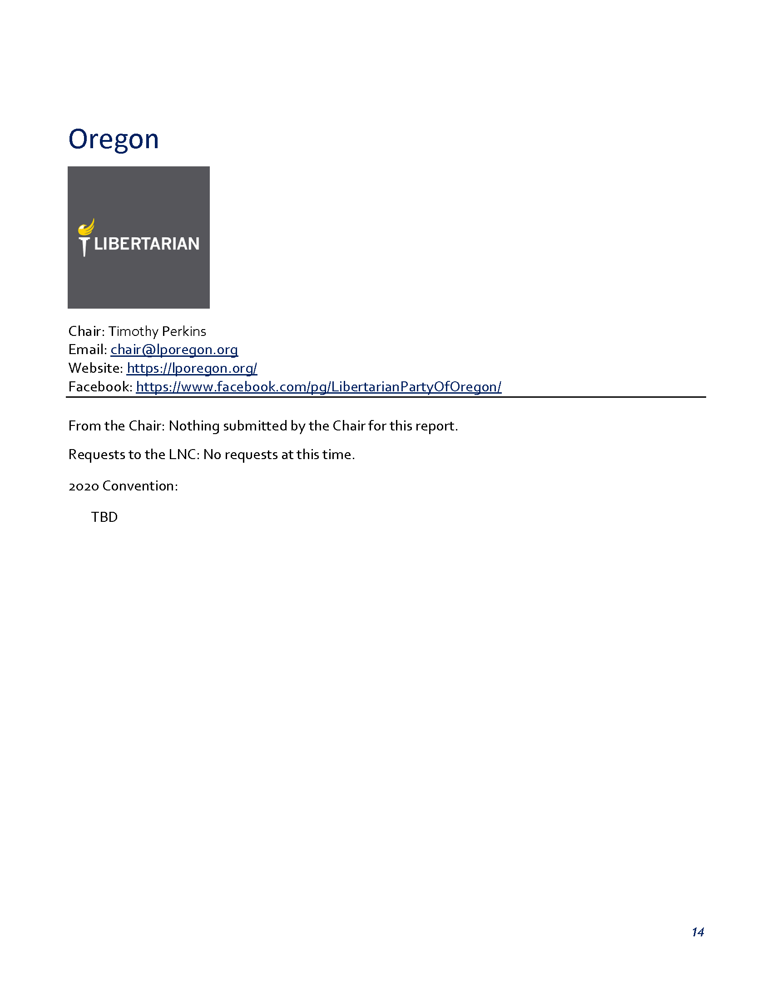 Oregon
LIBERTARIAN
Chair: Timothy Perkins
Email: chair@lporegon.org
Website: https://lporegon.org/
Facebook: https://www.facebook.com/pg/LibertarianPartyOfOregon/
From the Chair: Nothing submitted by the Chair for this report.
Requests to the LNC: No requests at this time.
2020 Convention:
TBD
14